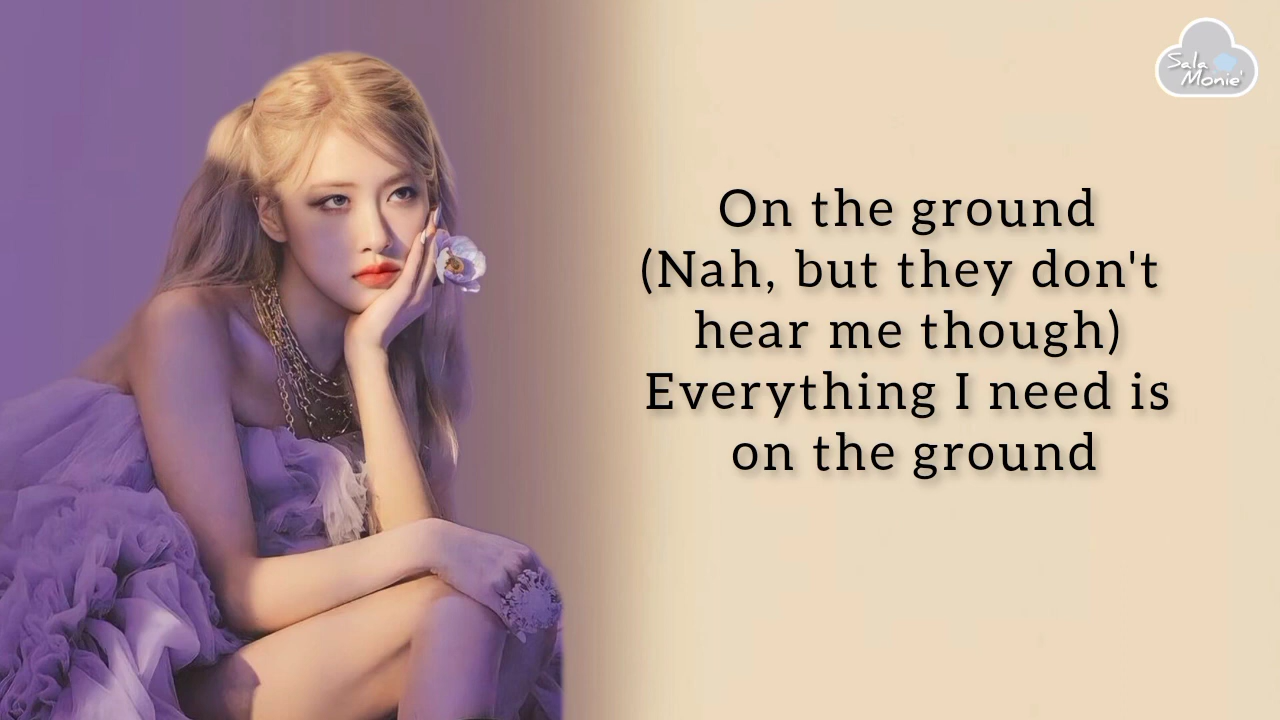 Sala
Monie'
On the ground
(Nah, but they don't
hear me though)
Everything I need is
on the ground